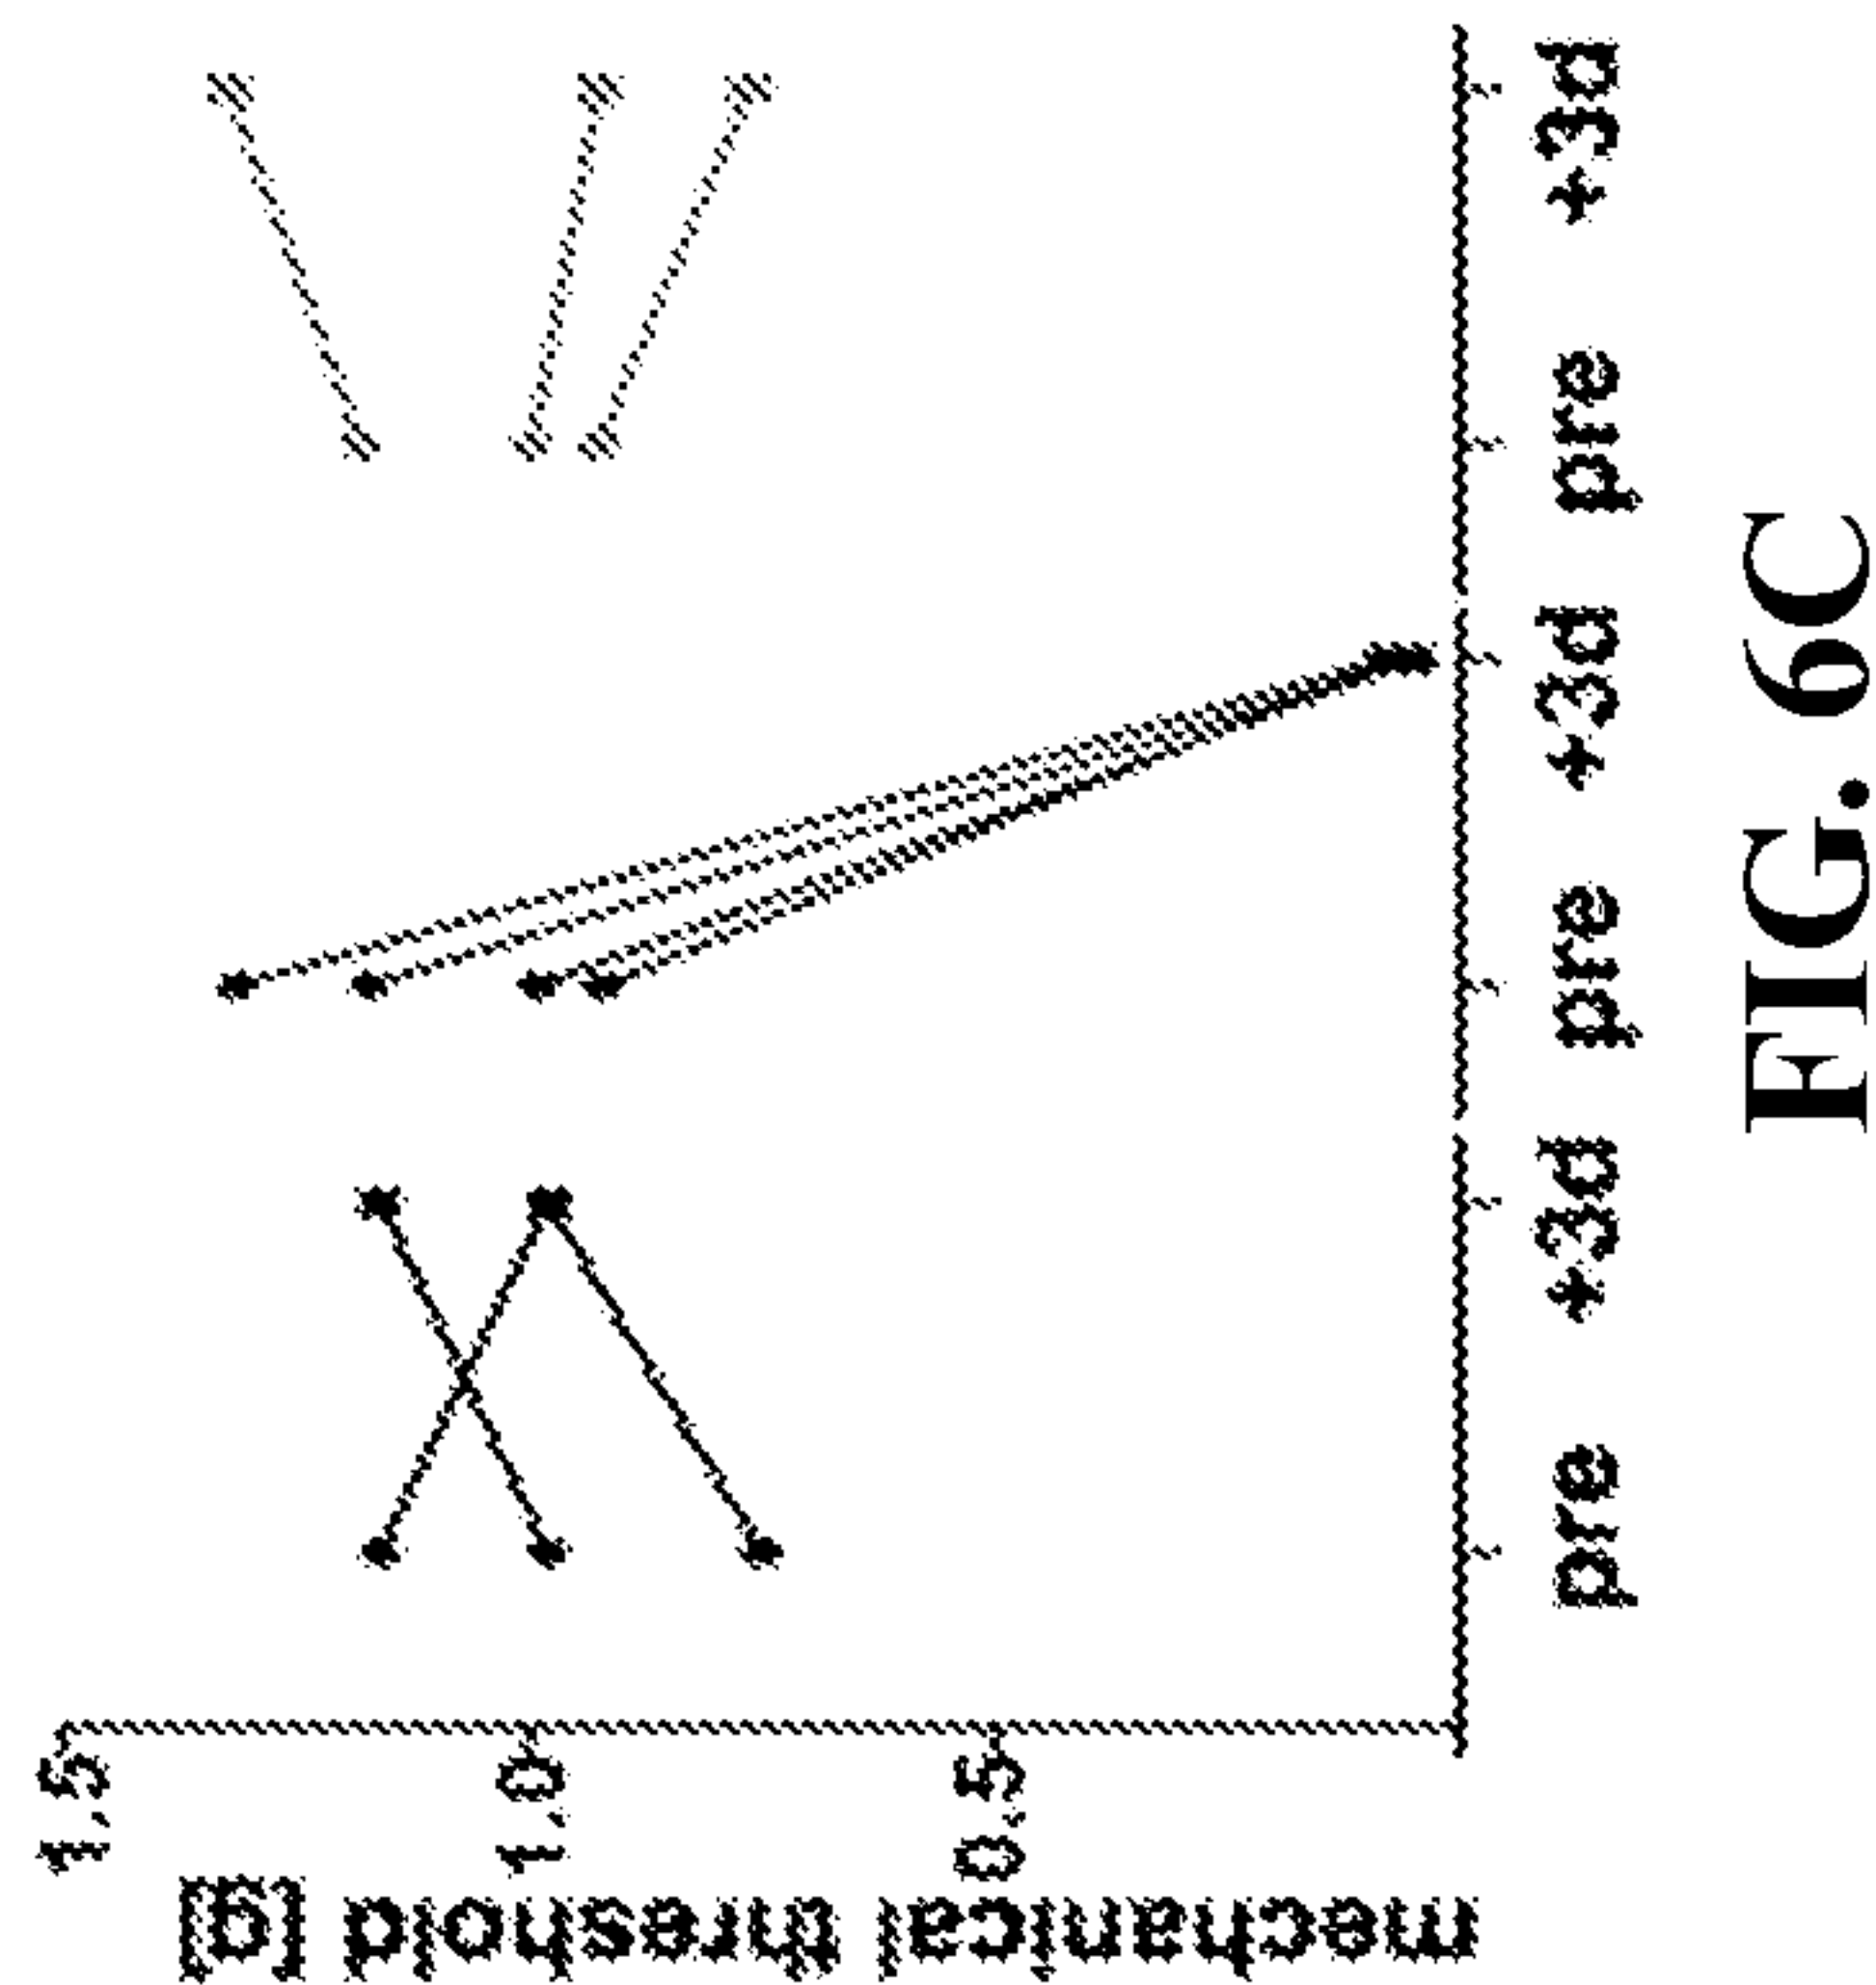 mechanical threshold [g]
1,5
1,0
0,5
pre +3d pre +3d pre +3d
FIG. 6C